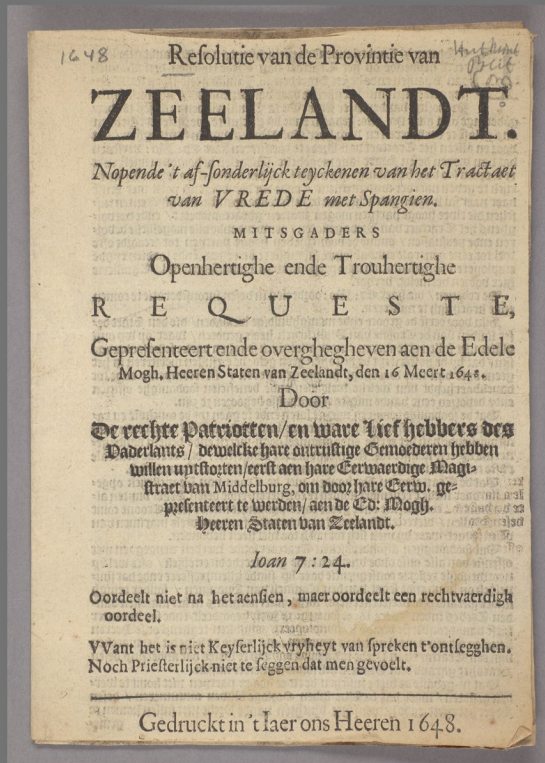 1648
Resolutie van de Provintie van
ZEELANDT.
Nopende 't af-sonderlijck teyckenen van het Tractaet
van VREDE met Spangien.
MITSGADERS
Openhertighe ende Trouhertighe
REQUESTE,
Gepresenteert ende overghegheven aen de Edele
Mogh. Heeren Staten van Zeelandt, den 16 Meert 1648.
Door
De rechte Patriotten/ en ware Lief hebbers des
Vaderlants/ dewelcke hare ontrustige Gemoederen hebben
willen uytstorten/ eerst aen hare Eerwaerdige Magi-
straet van Middelburg, om door hare Eerw. ge-
presenteert te werden/ aen de Ed: Mogh.
Heeren Staten van Zeelandt.
Ioan 7 : 24.
Oordeelt niet na het aensien, maer oordeelt een rechtvaerdigh
oordeel.
VVant het is niet Keyserlijck vryheyt van spreken t'ontsegghen.
Noch Priesterlijck niet te seggen dat men gevoelt.
Gedruckt in 't Iaer ons Heeren 1648.